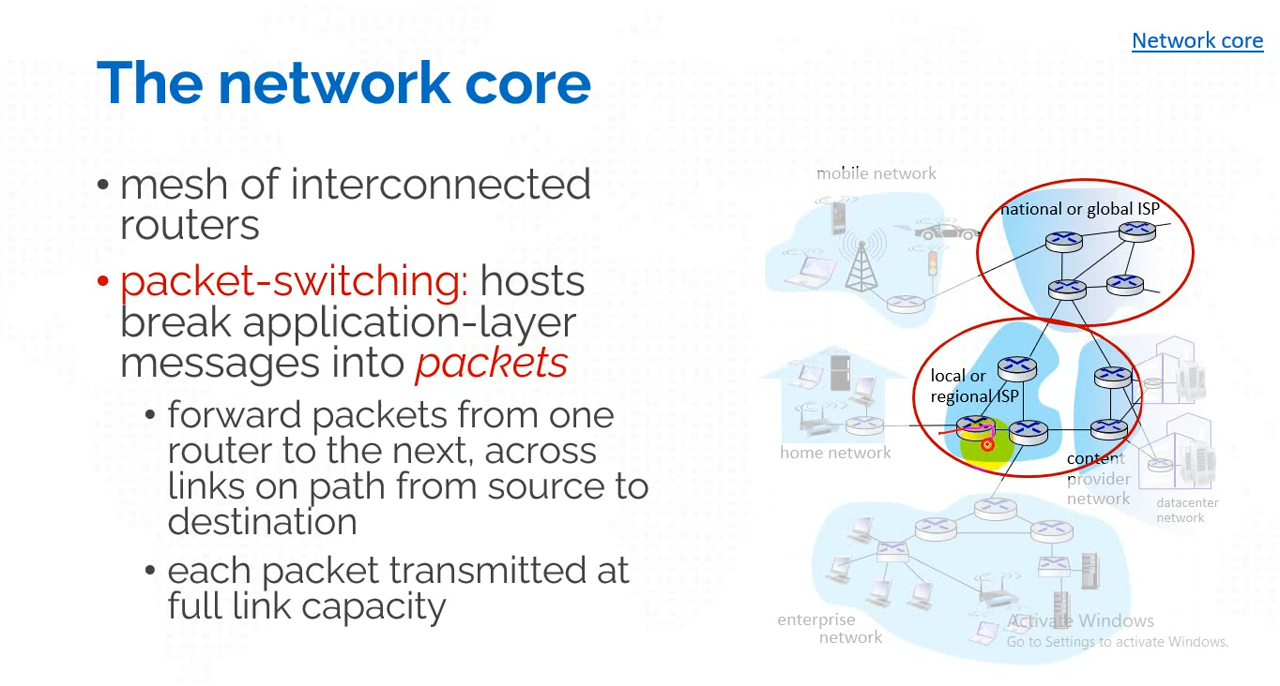 Network core
The network core
• mesh of interconnected
routers
• packet-switching: hosts
break application-layer
messages into packets
• forward packets from one
router to the next, across
links on path from source to
destination
• each packet transmitted at
full link capacity
mobile network
national or global ISP
local or
regional ISP
home network
content
provider
network
datacenter
network
enterprise
network
Activate Windows
Go to Settings to activate Windows.